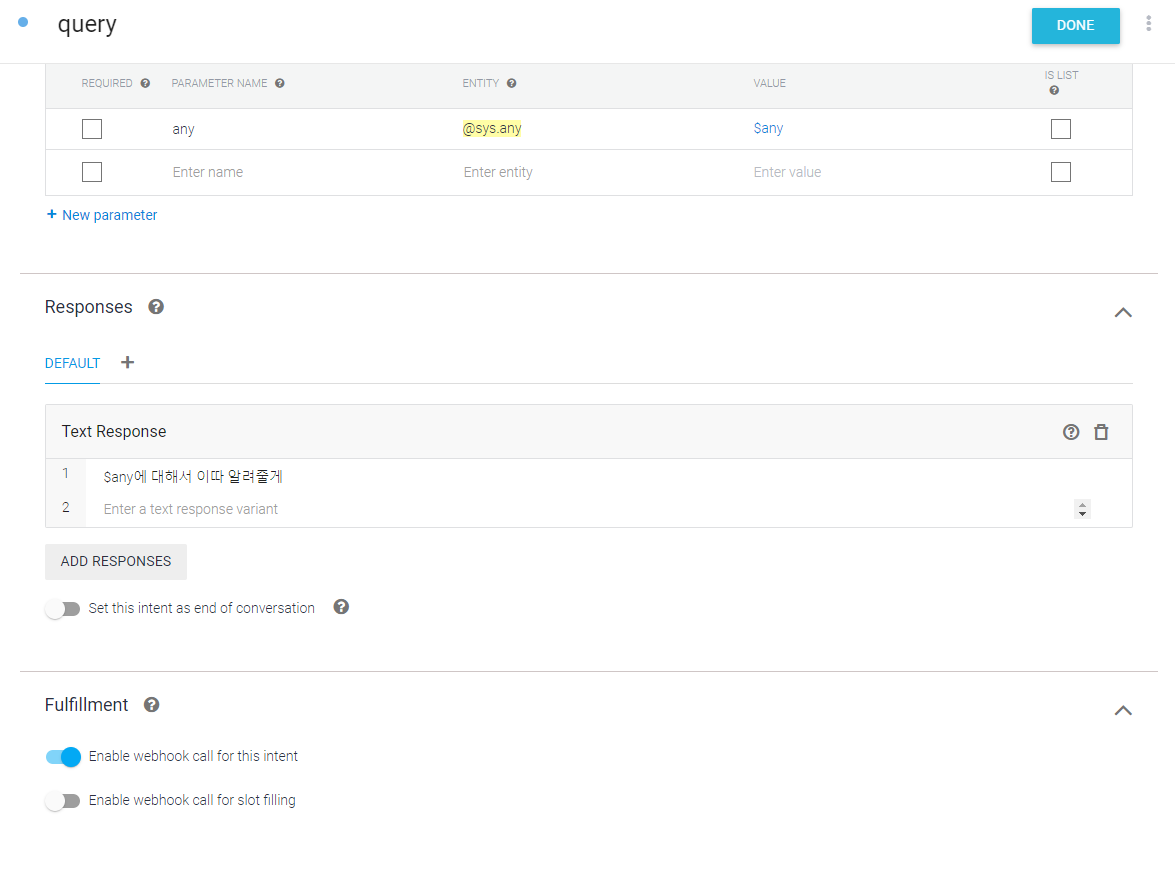 query
DONE
REQUIRED PARAMETER NAME ENTITY VALUE IS LIST
any @sys.any $any
Enter name Enter entity Enter value
+ New parameter
Responses
DEFAULT +
Text Response
1 $any에 대해서 이따 알려줄게
2 Enter a text response variant
ADD RESPONSES
Set this intent as end of conversation
Fulfillment
Enable webhook call for this intent
Enable webhook call for slot filling